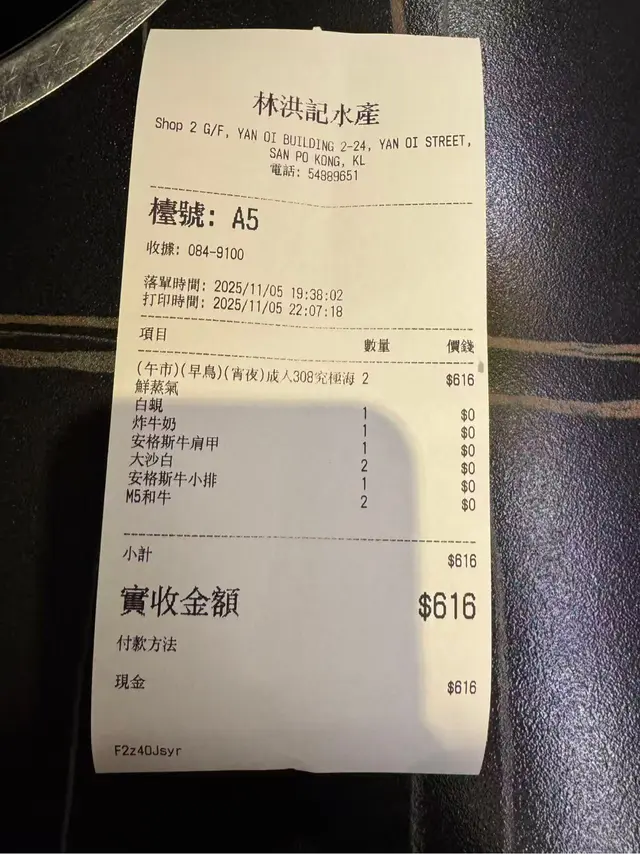 林洪記水產
Shop 2 G/F, YAN OI BUILDING 2-24, YAN OI STREET,
SAN PO KONG, KL
電話: 54889651
檯號: A5
收據: 084-9100
落單時間: 2025/11/05 19:38:02
打印時間: 2025/11/05 22:07:18
項目 數量 價錢
(午市)(早鳥)(宵夜)成人308究極海 2 $616
鮮蒸氣
白蜆 1 $0
炸牛奶 1 $0
安格斯牛肩甲 1 $0
大沙白 2 $0
安格斯牛小排 1 $0
M5和牛 2 $0
小計 $616
實收金額 $616
付款方法
現金 $616
F2z4OJsyr